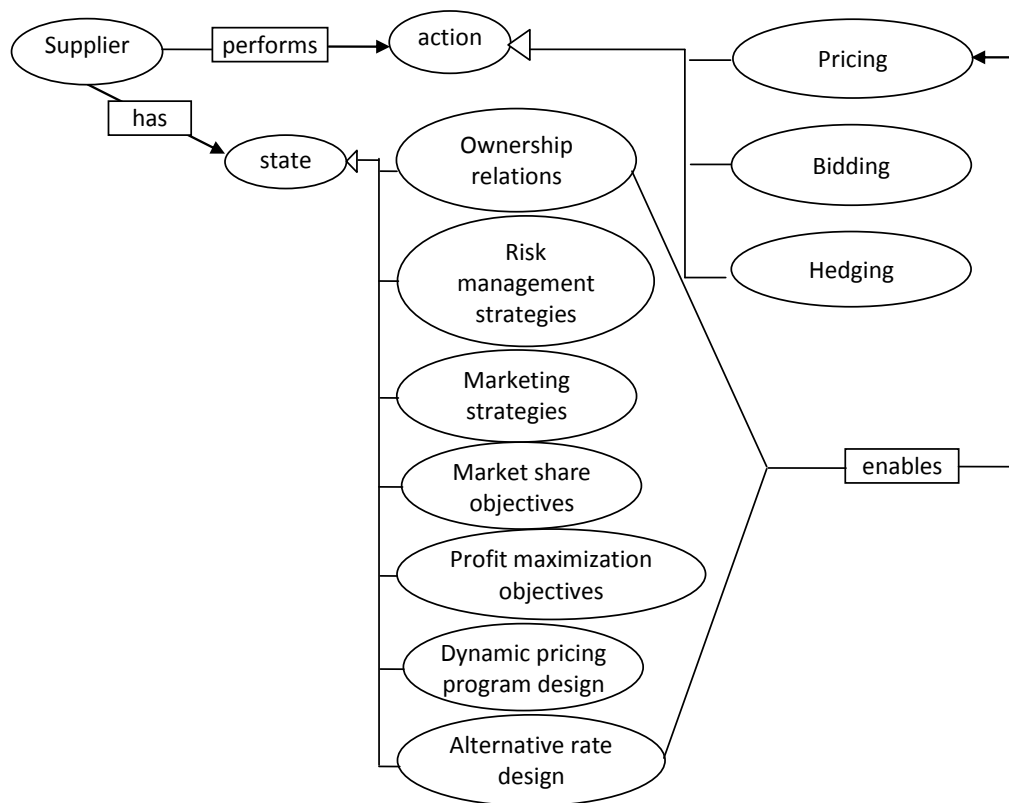 Supplier
performs
action
Pricing
has
state
Ownership
relations
Bidding
Risk
management
strategies
Hedging
Marketing
strategies
Market share
objectives
enables
Profit maximization
objectives
Dynamic pricing
program design
Alternative rate
design